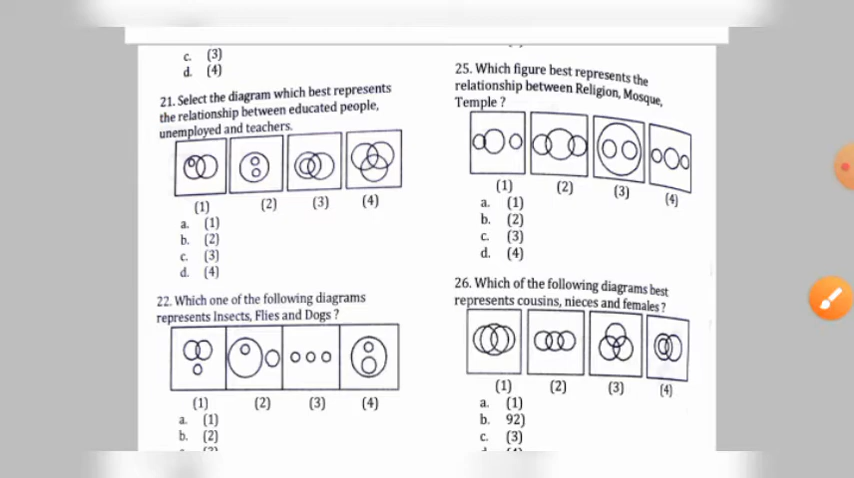 c. (3)
d. (4)
21. Select the diagram which best represents
the relationship between educated people,
unemployed and teachers.
(1) (2) (3) (4)
a. (1)
b. (2)
c. (3)
d. (4)
22. Which one of the following diagrams
represents Insects, Flies and Dogs ?
(1) (2) (3) (4)
a. (1)
b. (2)
25. Which figure best represents the
relationship between Religion, Mosque,
Temple ?
(1) (2) (3) (4)
a. (1)
b. (2)
c. (3)
d. (4)
26. Which of the following diagrams best
represents cousins, nieces and females ?
(1) (2) (3) (4)
a. (1)
b. 92)
c. (3)